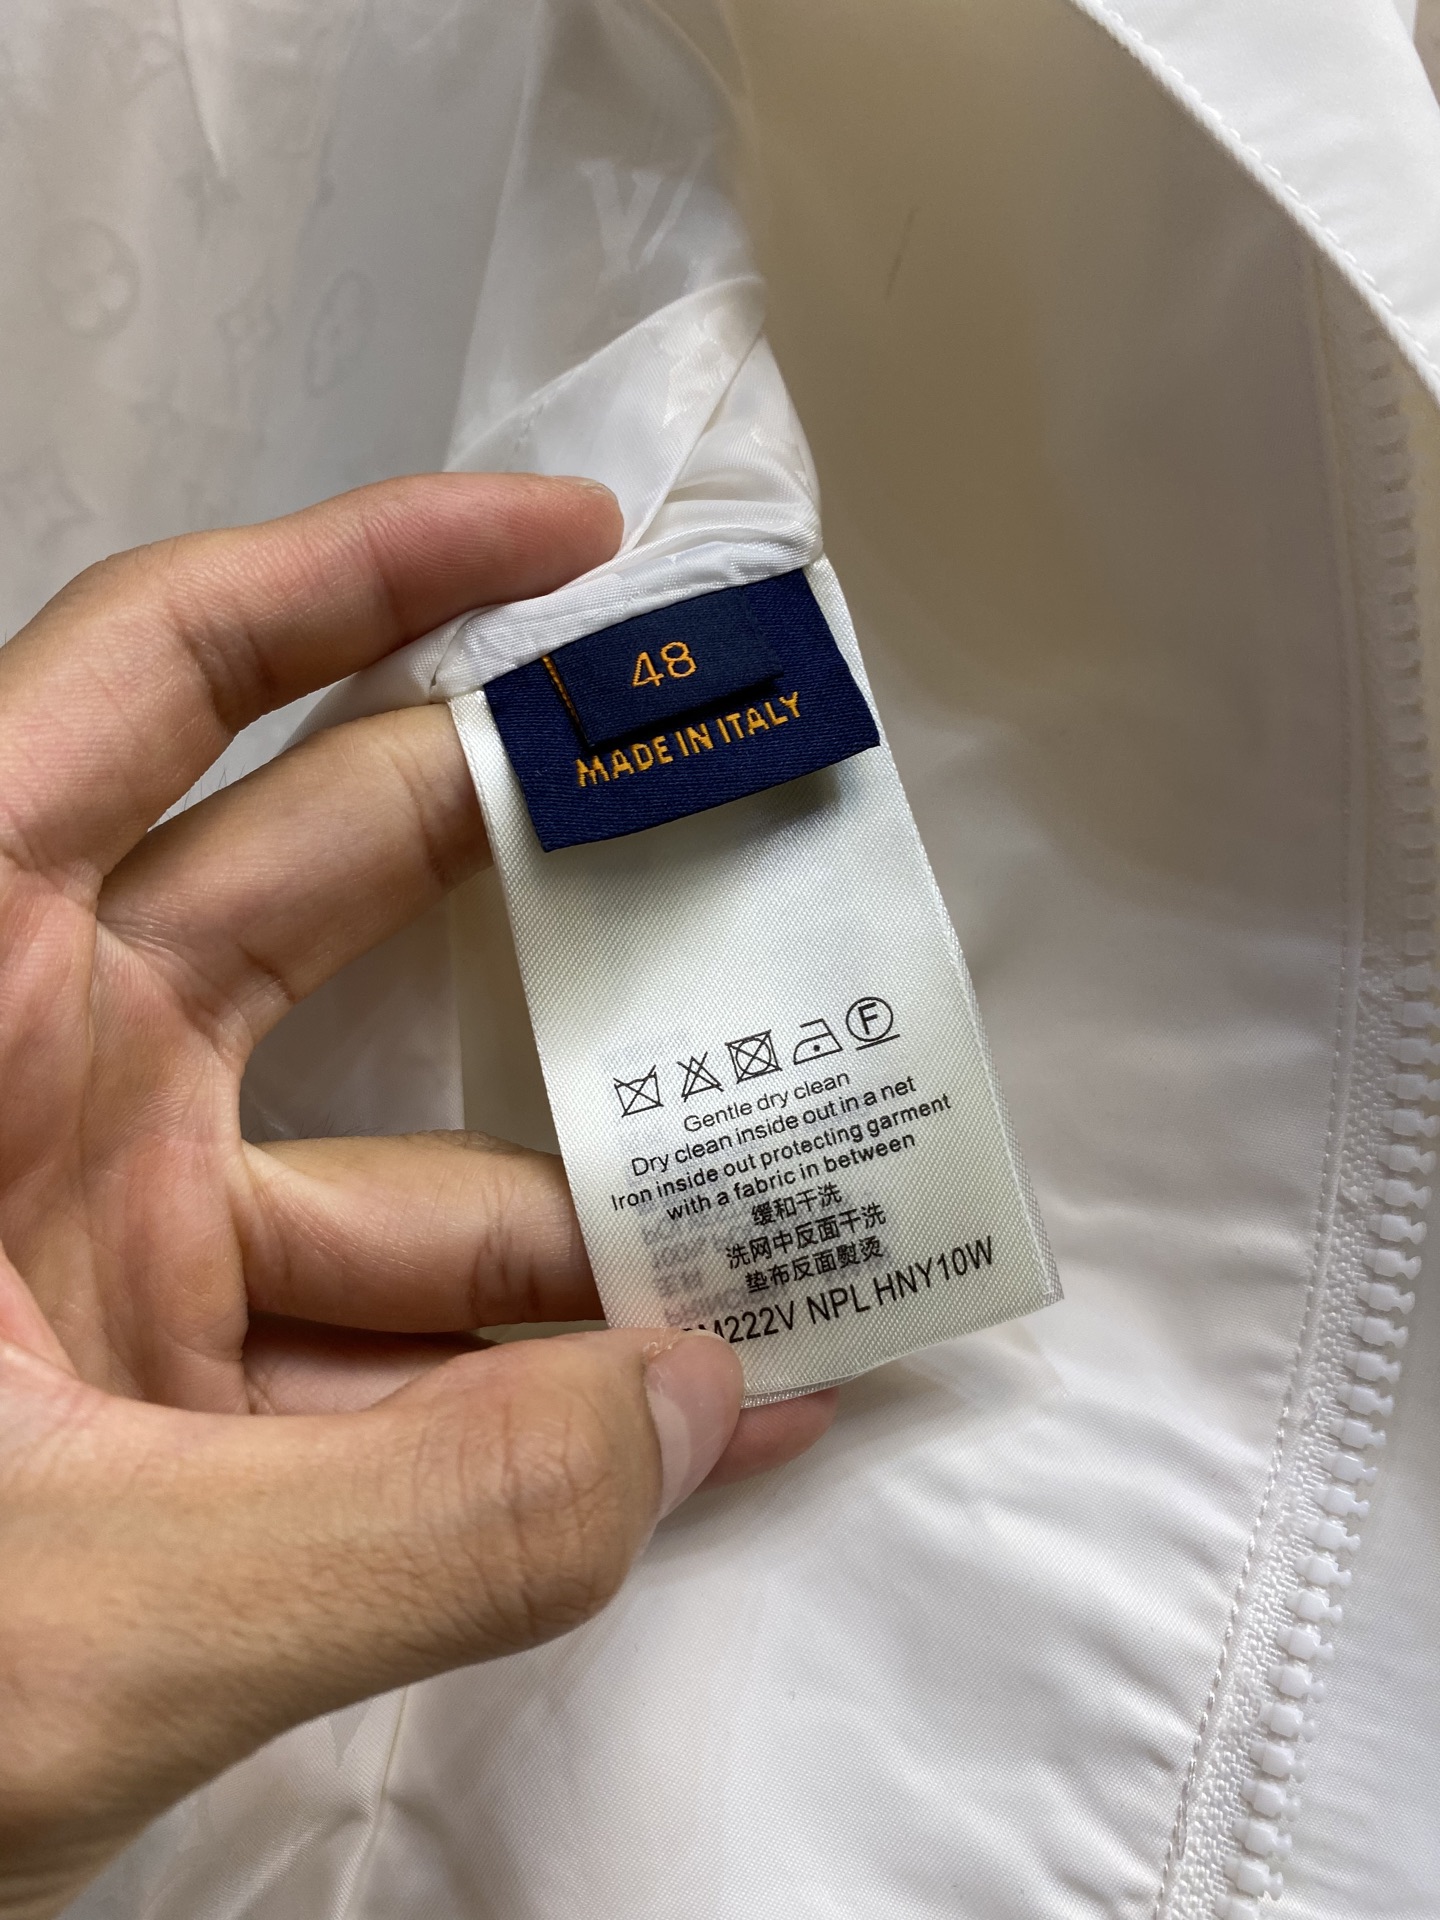 48
MADE IN ITALY
F
Gentle dry clean
Dry clean inside out in a net
Iron inside out protecting garment
with a fabric in between
缓和干洗
洗网中反面干洗
垫布反面熨烫
M222V NPL HNY10W